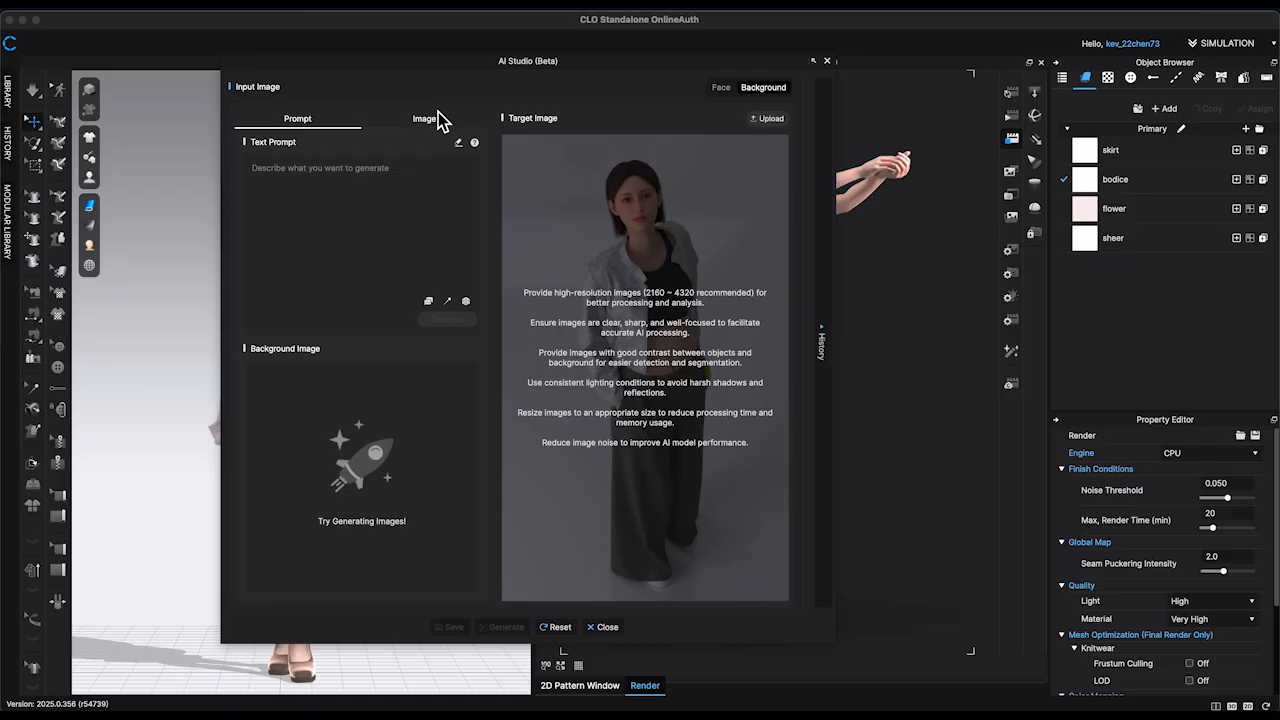 CLO Standalone OnlineAuth
Hello, kev_22chen73
SIMULATION
AI Studio (Beta)
Object Browser
LIBRARY
HISTORY
MODULAR LIBRARY
Input Image
Face
Background
Prompt
Image
Target Image
Upload
Text Prompt
Describe what you want to generate
Provide high-resolution images (2160 ~ 4320 recommended) for
better processing and analysis.
Ensure images are clear, sharp, and well-focused to facilitate
accurate AI processing.
Provide images with good contrast between objects and
background for easier detection and segmentation.
Use consistent lighting conditions to avoid harsh shadows and
reflections.
Resize images to an appropriate size to reduce processing time and
memory usage.
Reduce image noise to improve AI model performance.
History
Background Image
Try Generating Images!
Save
Generate
Reset
Close
2D Pattern Window
Render
+ Add
Copy
Assign
Primary
skirt
bodice
flower
sheer
Property Editor
Render
Engine
CPU
Finish Conditions
Noise Threshold
0.050
Max, Render Time (min)
20
Global Map
Seam Puckering Intensity
2.0
Quality
Light
High
Material
Very High
Mesh Optimization (Final Render Only)
Knitwear
Frustum Culling
Off
LOD
Off
Version: 2025.0.356 (r54739)
3D
2D